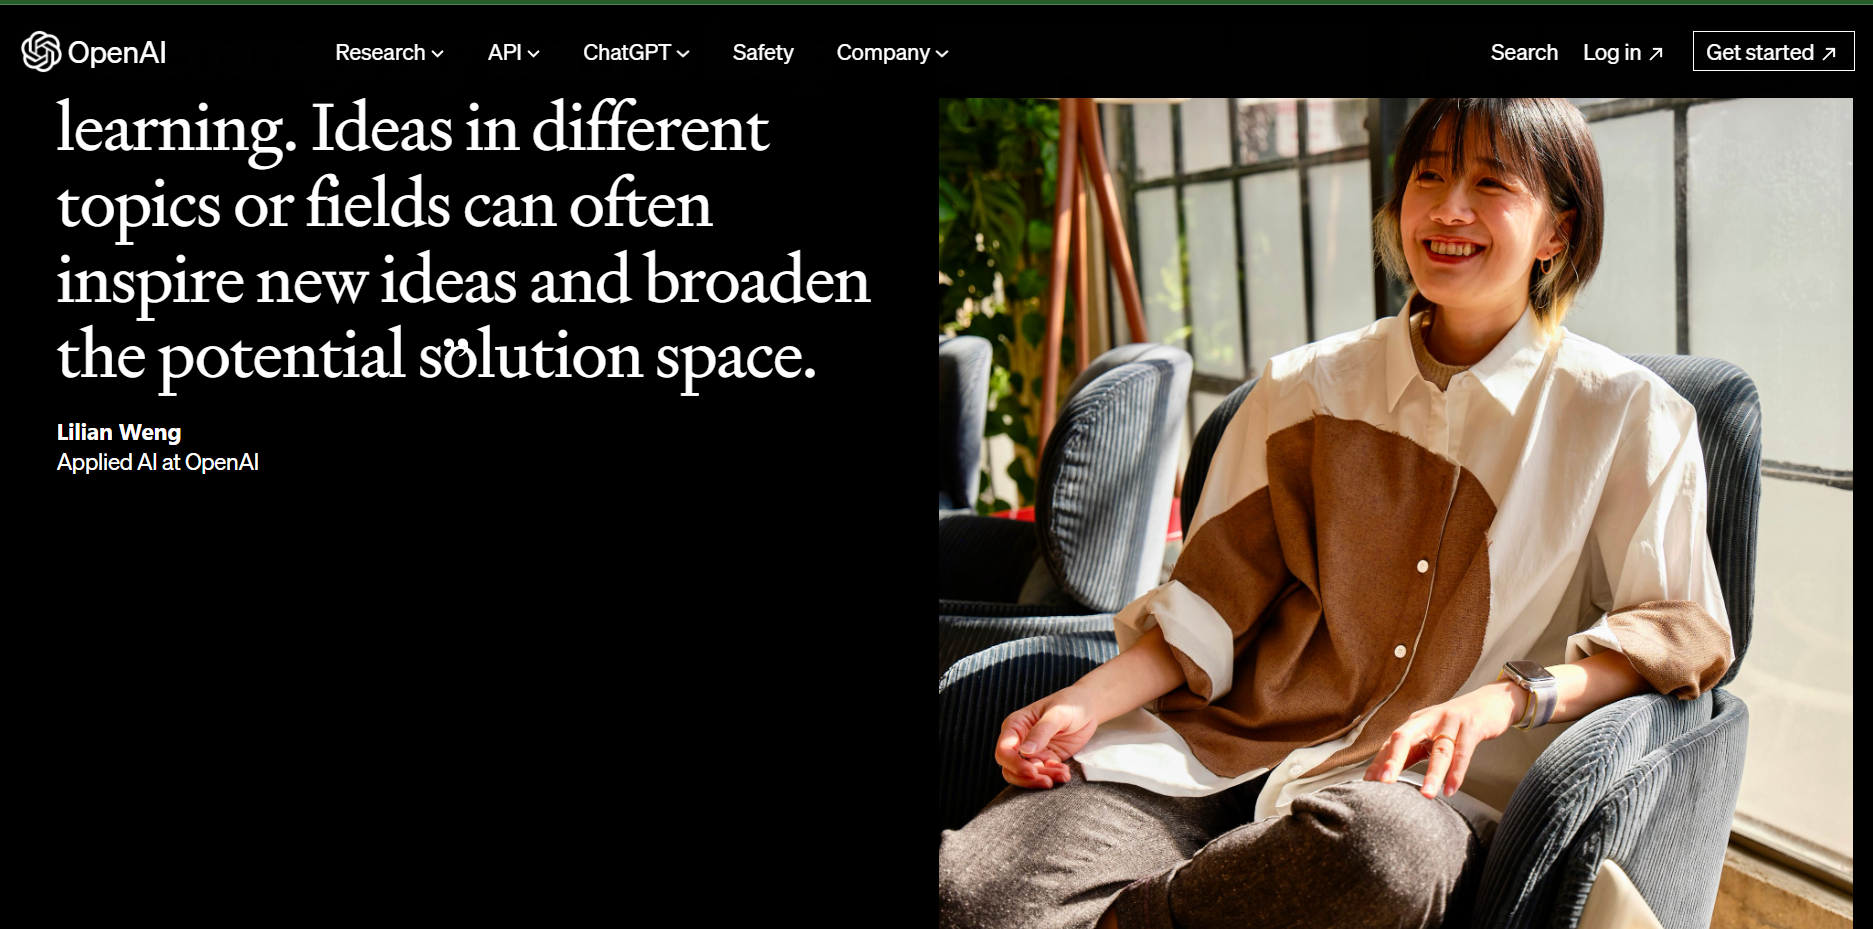 OpenAI
Research
API
ChatGPT
Safety
Company
Search
Log in ↗
Get started ↗
learning. Ideas in different
topics or fields can often
inspire new ideas and broaden
the potential solution space.
Lilian Weng
Applied AI at OpenAI